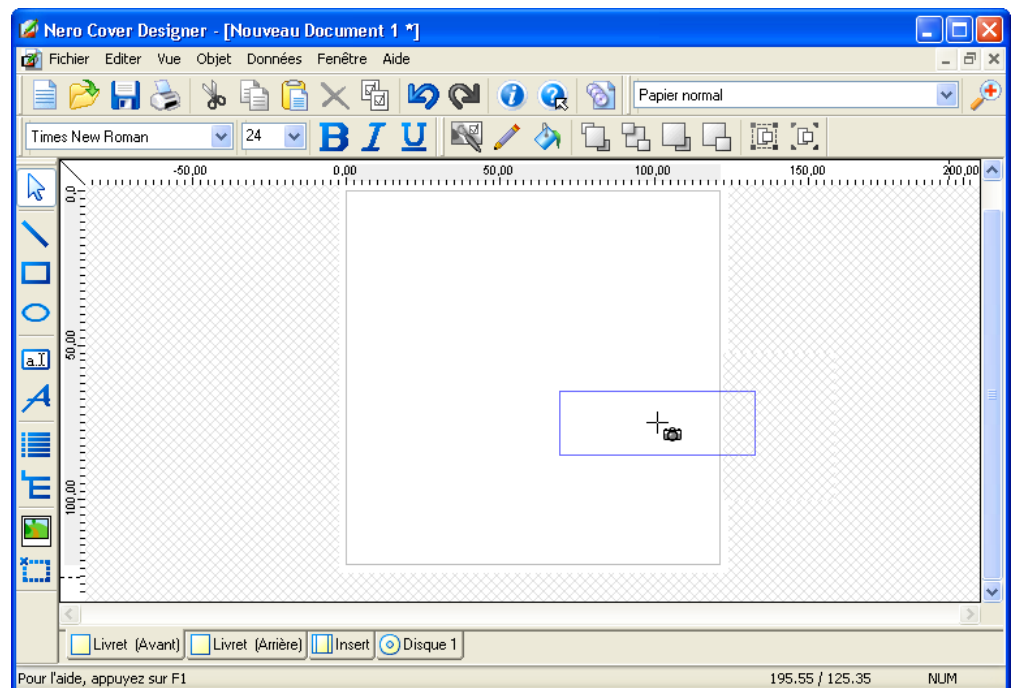 Nero Cover Designer - [Nouveau Document 1 *]
Fichier Editer Vue Objet Données Fenêtre Aide
Papier normal
Times New Roman 24 B I U
-50,00 0,00 50,00 100,00 150,00 200,00
0,0
50,00
100,00
a.I
A
Livret (Avant) Livret (Arrière) Insert Disque 1
Pour l'aide, appuyez sur F1 195.55 / 125.35 NUM